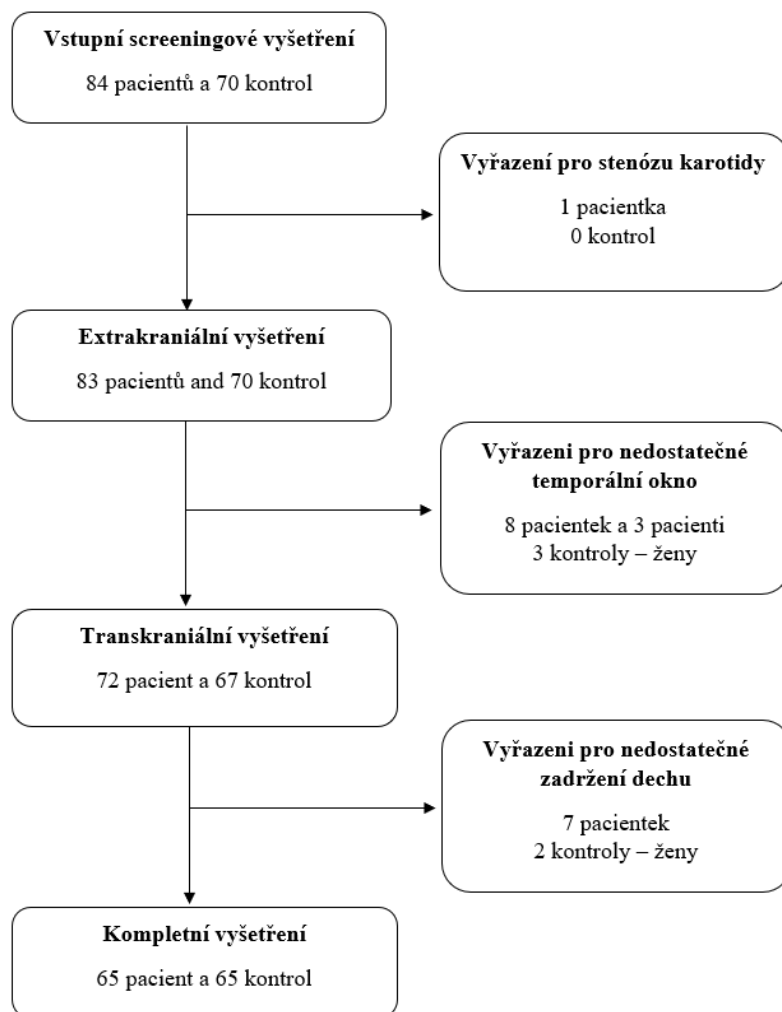 Vstupní screeningové vyšetření
84 pacientů a 70 kontrol
Vyřazení pro stenózu karotidy
1 pacientka
0 kontrol
Extrakraniální vyšetření
83 pacientů and 70 kontrol
Vyřazeni pro nedostatečné
temporální okno
8 pacientek a 3 pacienti
3 kontroly – ženy
Transkraniální vyšetření
72 pacient a 67 kontrol
Vyřazeni pro nedostatečné
zadržení dechu
7 pacientek
2 kontroly – ženy
Kompletní vyšetření
65 pacient a 65 kontrol